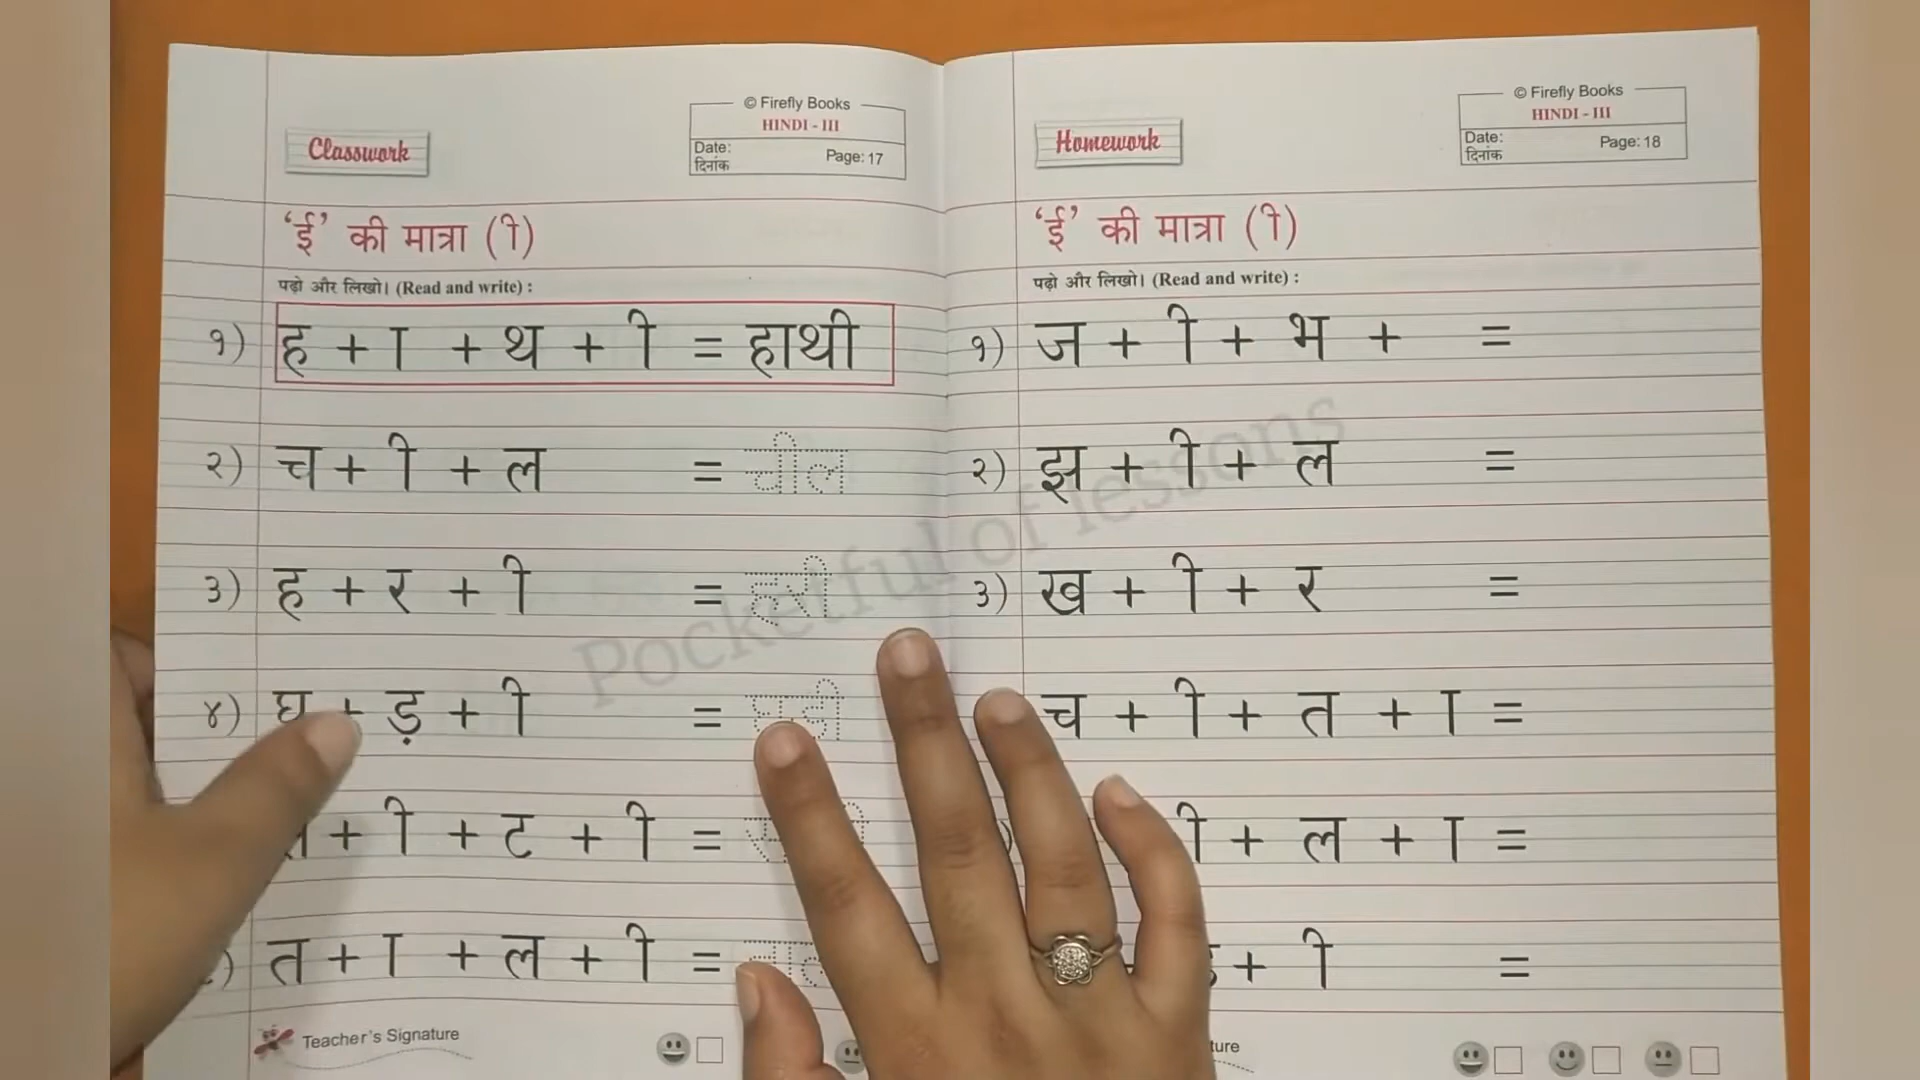 Classwork
© Firefly Books
HINDI - III
Date:
दिनांक
Page: 17
‘ई’ की मात्रा (ी)
पढ़ो और लिखो। (Read and write) :
१) ह + ा + थ + ी = हाथी
२) च + ी + ल = चील
३) ह + र + ी = हरी
४) घ + ड़ + ी = घड़ी
+ ी + ट + ी =
त + ा + ल + ी =
Teacher's Signature
Homework
© Firefly Books
HINDI - III
Date:
दिनांक
Page: 18
‘ई’ की मात्रा (ी)
पढ़ो और लिखो। (Read and write) :
१) ज + ी + भ + =
२) झ + ी + ल =
३) ख + ी + र =
च + ी + त + ा =
ी + ल + ा =
+ ी =
Pocketful of lessons